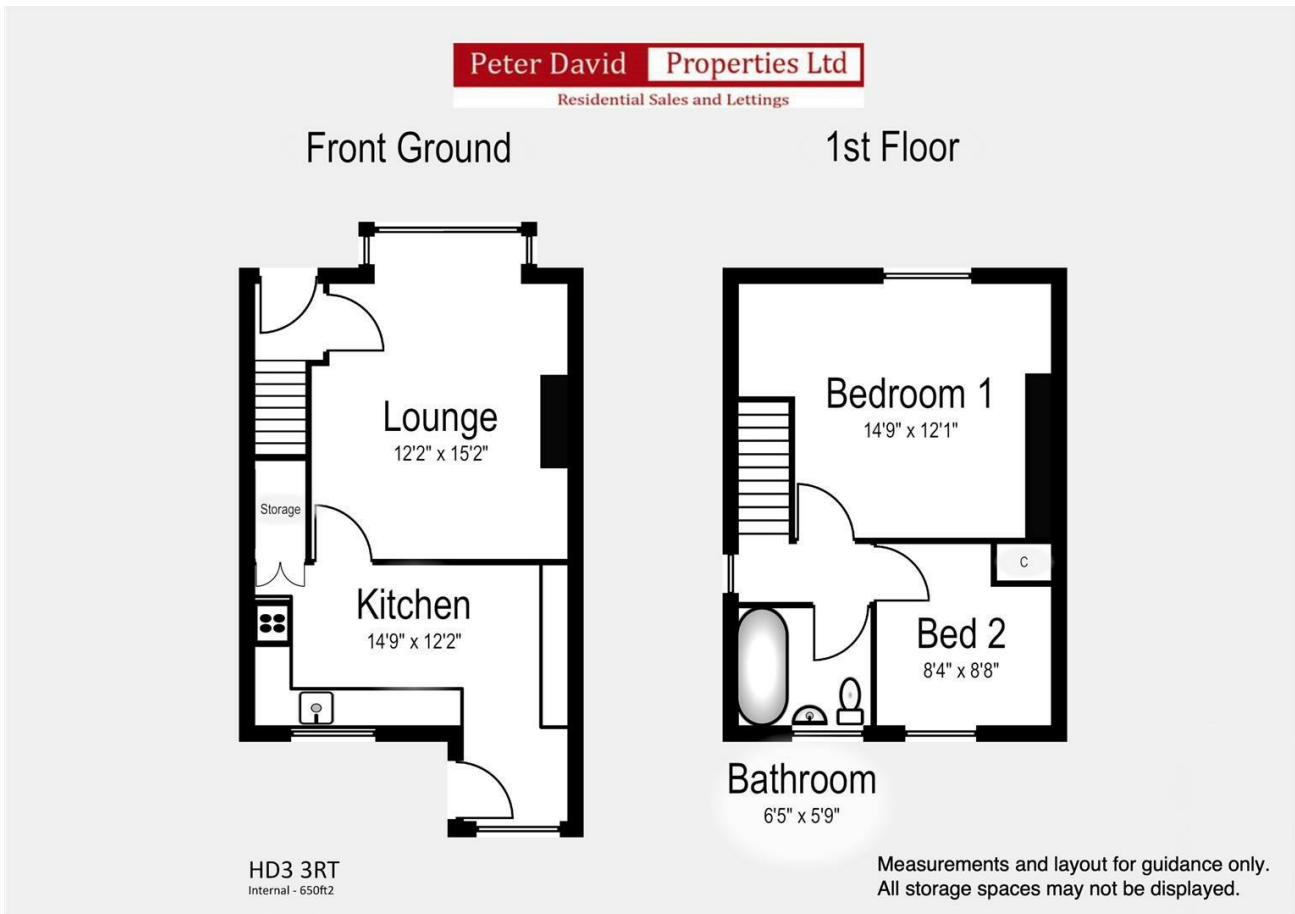 Peter David Properties Ltd
Residential Sales and Lettings
Front Ground
1st Floor
Lounge
12'2" x 15'2"
Storage
Kitchen
14'9" x 12'2"
Bedroom 1
14'9" x 12'1"
C
Bed 2
8'4" x 8'8"
Bathroom
6'5" x 5'9"
HD3 3RT
Internal - 650ft2
Measurements and layout for guidance only.
All storage spaces may not be displayed.